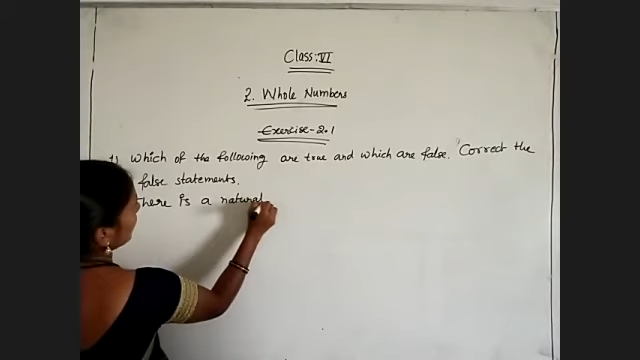 Class: VI
2. Whole Numbers
Exercise-2.1
1) Which of the following are true and which are false. Correct the
false statements.
here is a natural